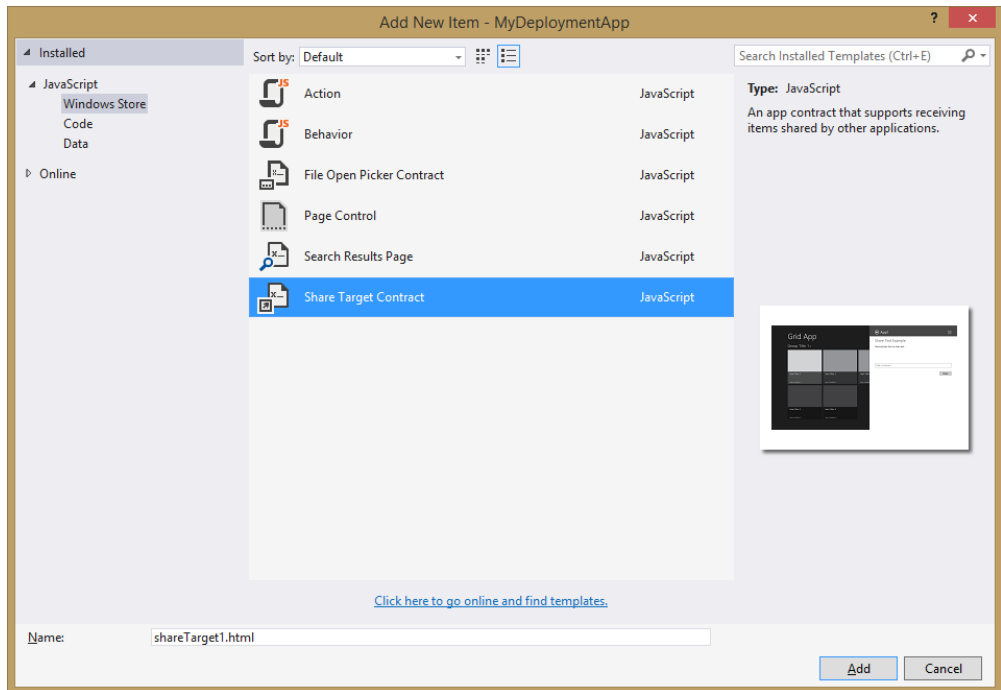 Add New Item - MyDeploymentApp
?
Installed
Sort by: Default
Search Installed Templates (Ctrl+E)
JavaScript
Windows Store
Code
Data
Online
Action JavaScript
Behavior JavaScript
File Open Picker Contract JavaScript
Page Control JavaScript
Search Results Page JavaScript
Share Target Contract JavaScript
Type: JavaScript
An app contract that supports receiving
items shared by other applications.
Grid App
Click here to go online and find templates.
Name: shareTarget1.html
Add Cancel